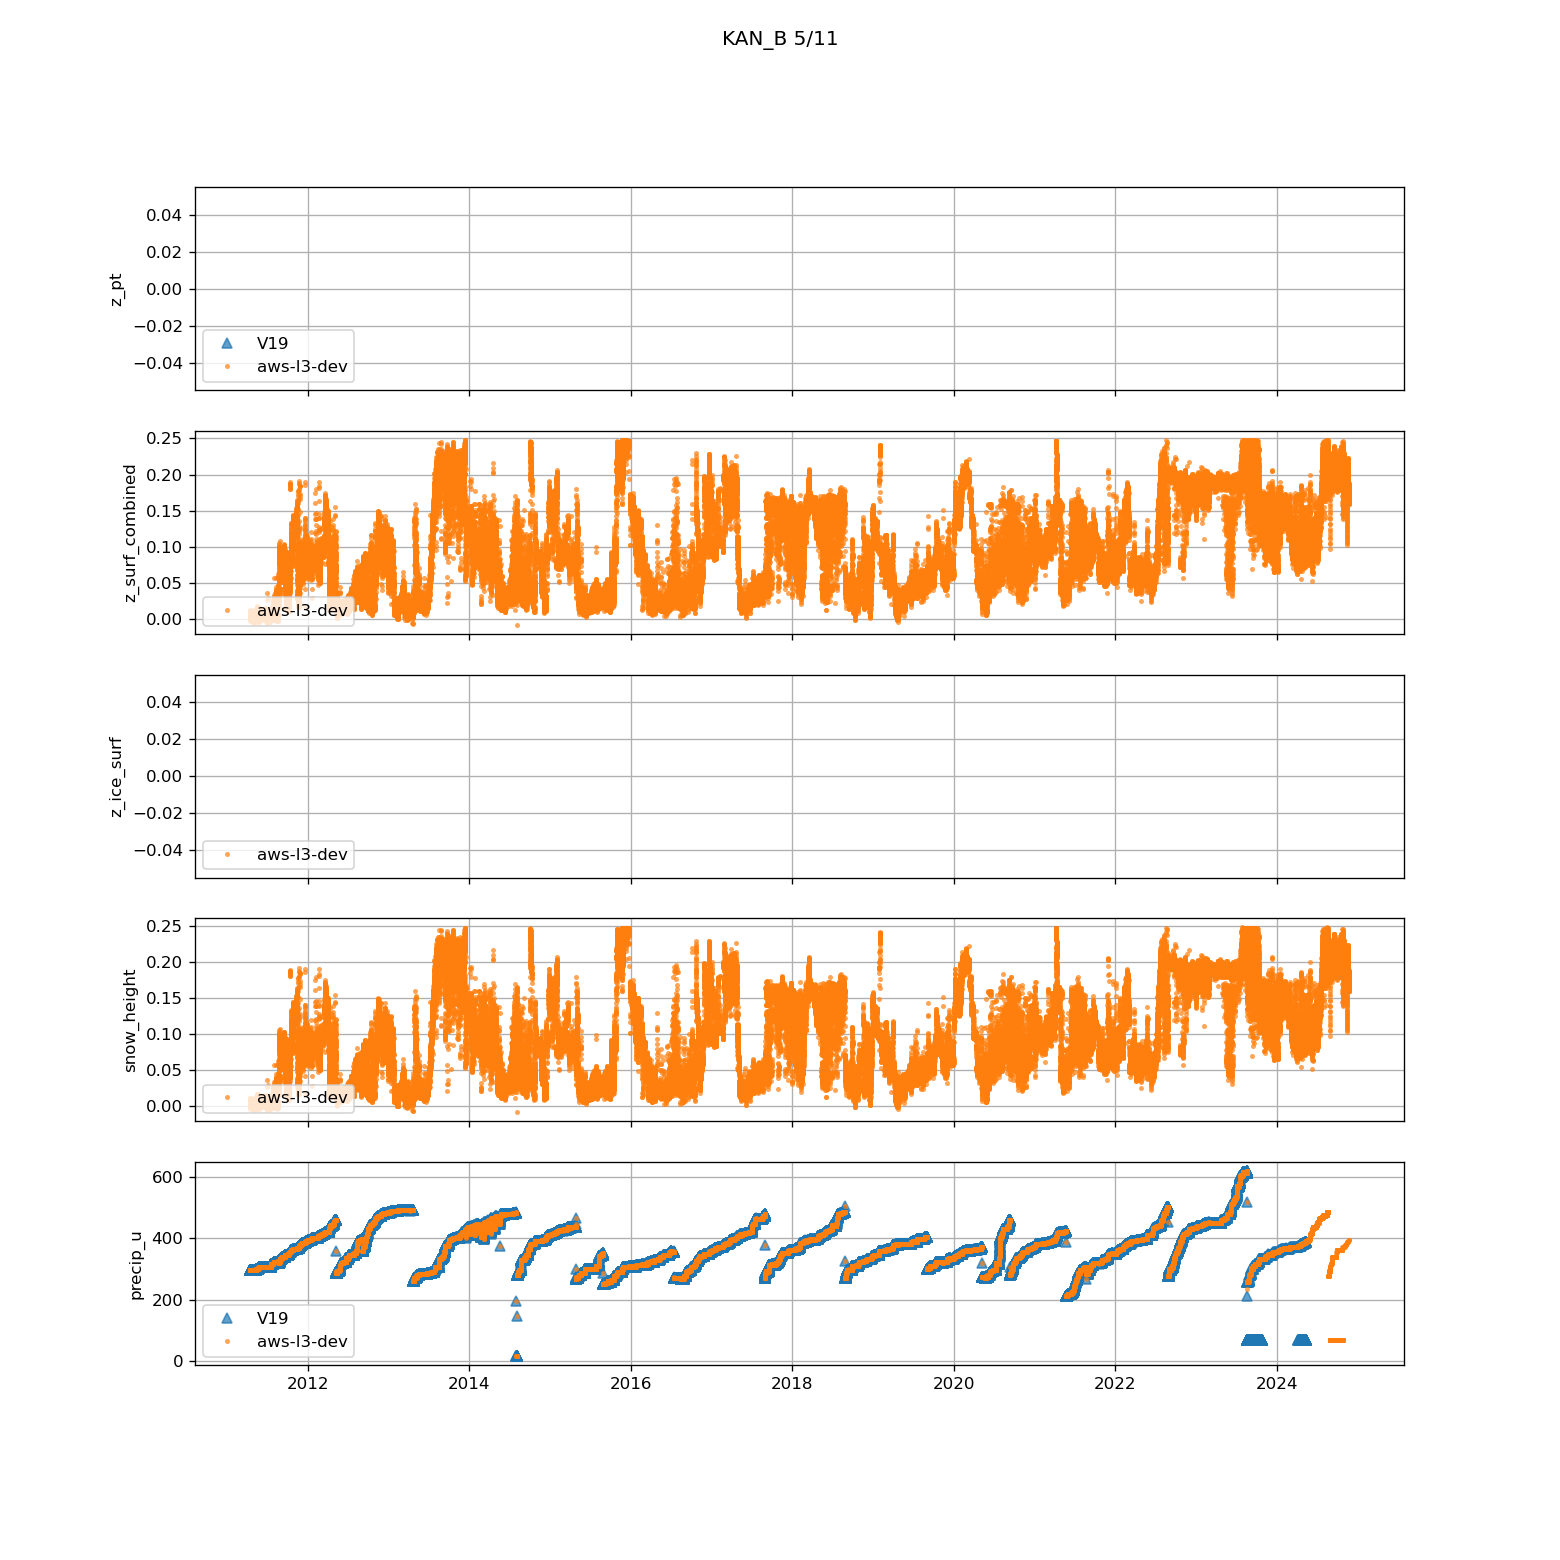 KAN_B 5/11
0.04
0.02
0.00
−0.02
−0.04
z_pt
V19
aws-l3-dev
0.25
0.20
0.15
0.10
0.05
0.00
z_surf_combined
aws-l3-dev
0.04
0.02
0.00
−0.02
−0.04
z_ice_surf
aws-l3-dev
0.25
0.20
0.15
0.10
0.05
0.00
snow_height
aws-l3-dev
600
400
200
0
precip_u
V19
aws-l3-dev
2012 2014 2016 2018 2020 2022 2024